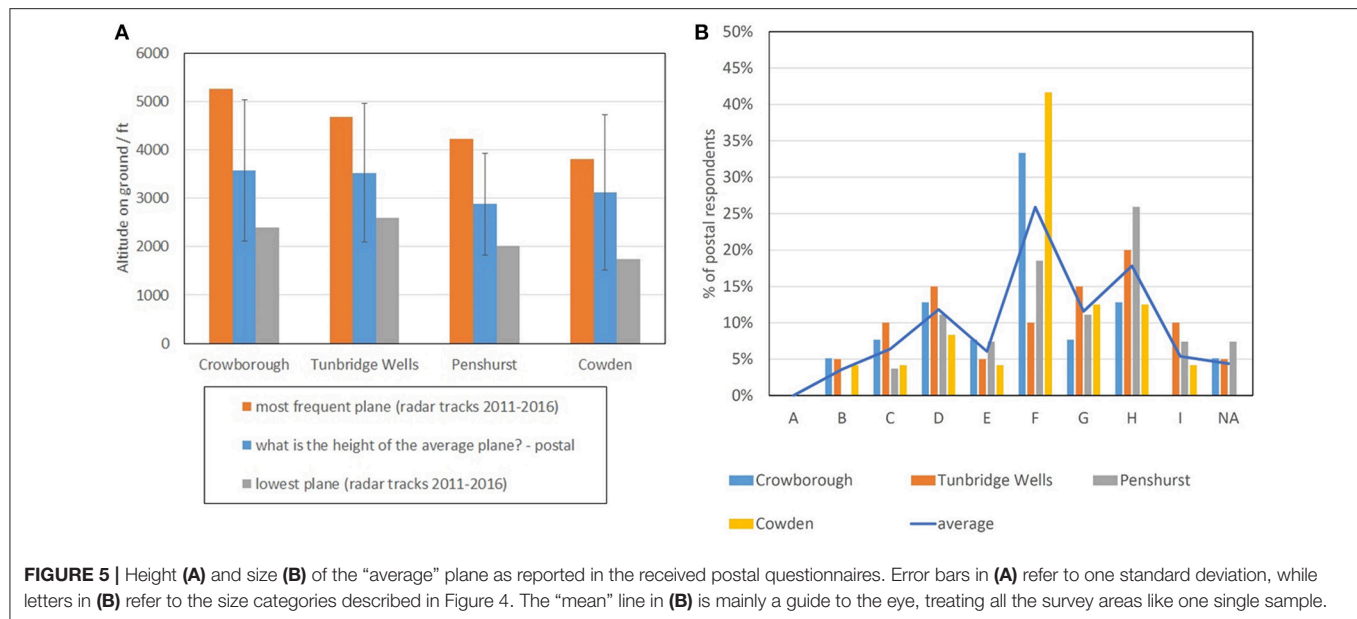 A
6000
5000
4000
3000
2000
1000
0
Altitude on ground / ft
Crowborough Tunbridge Wells Penshurst Cowden
most frequent plane (radar tracks 2011-2016)
what is the height of the average plane? - postal
lowest plane (radar tracks 2011-2016)
B
50%
45%
40%
35%
30%
25%
20%
15%
10%
5%
0%
% of postal respondents
A B C D E F G H I NA
Crowborough Tunbridge Wells Penshurst
Cowden average
FIGURE 5 | Height (A) and size (B) of the “average” plane as reported in the received postal questionnaires. Error bars in (A) refer to one standard deviation, while
letters in (B) refer to the size categories described in Figure 4. The “mean” line in (B) is mainly a guide to the eye, treating all the survey areas like one single sample.